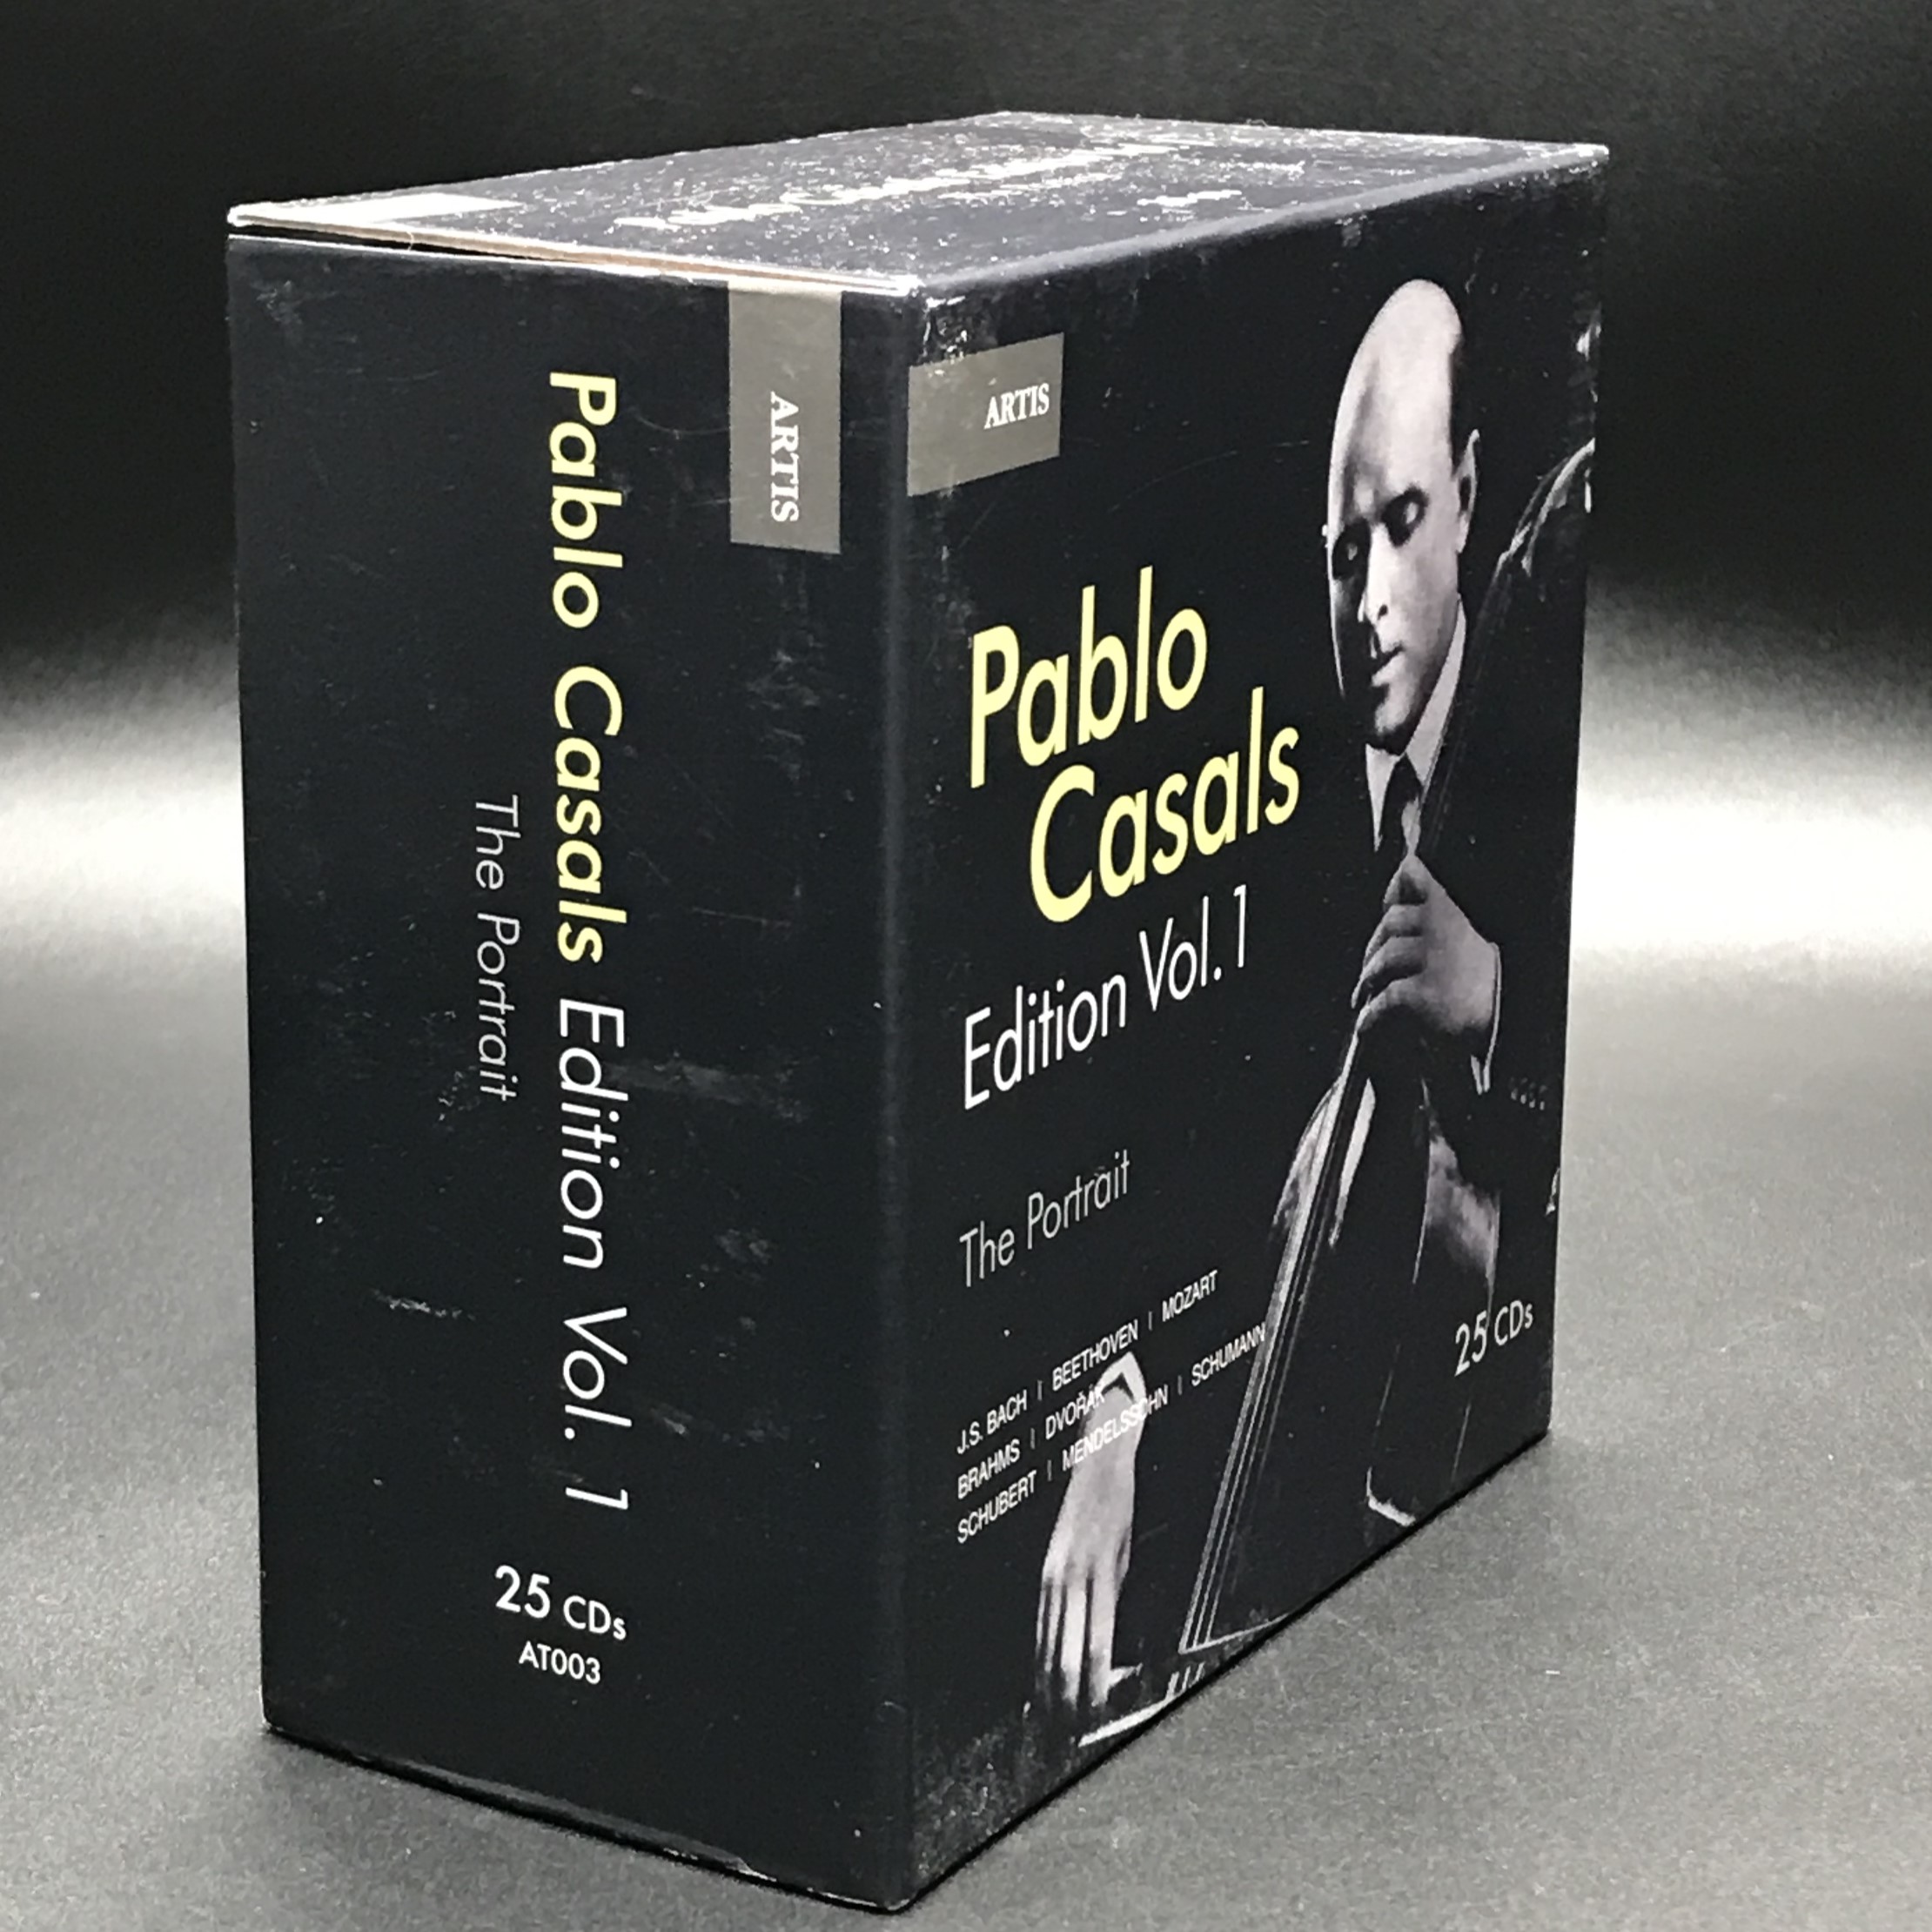 ARTIS
Pablo Casals Edition Vol. 1
The Portrait
25 CDs
AT003
ARTIS
Pablo
Casals
Edition Vol. 1
The Portrait
J.S. BACH | BEETHOVEN | MOZART
BRAHMS | DVOŘÁK
SCHUBERT | MENDELSSOHN | SCHUMANN
25 CDs